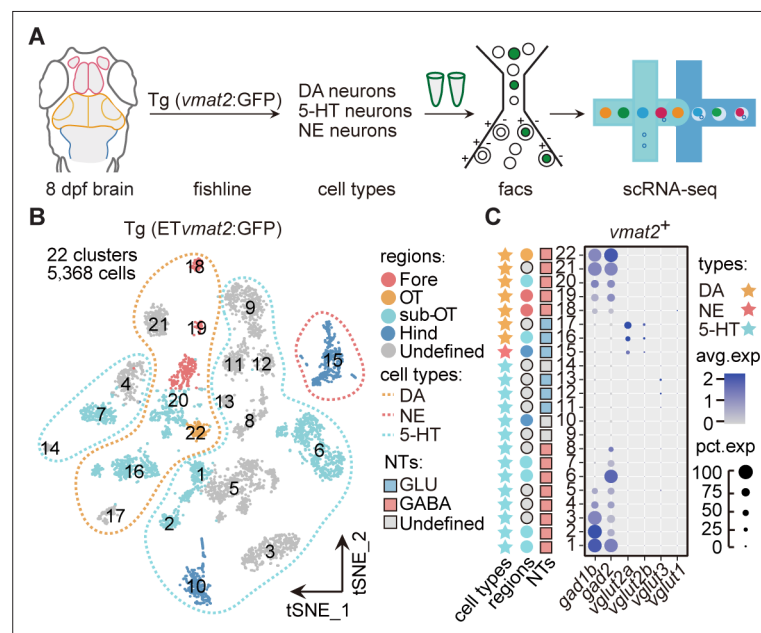 A
Tg (vmat2:GFP)
DA neurons
5-HT neurons
NE neurons
+ -
+ -
+ -
+ -
+ -
+ -
8 dpf brain
fishline
cell types
facs
scRNA-seq
B
Tg (ETvmat2:GFP)
22 clusters
5,368 cells
18
9
21
19
11
12
15
4
20
13
7
8
14
22
6
16
1
5
17
2
3
10
tSNE_1
tSNE_2
regions:
Fore
OT
sub-OT
Hind
Undefined
cell types:
DA
NE
5-HT
NTs:
GLU
GABA
Undefined
C
vmat2+
22
21
20
19
18
17
16
15
14
13
12
11
10
9
8
7
6
5
4
3
2
1
cell types
regions
NTs
gad1b
gad2
vglut2a
vglut2b
vglut3
vglut1
types:
DA
NE
5-HT
avg.exp
2
1
0
pct.exp
100
75
50
25
0